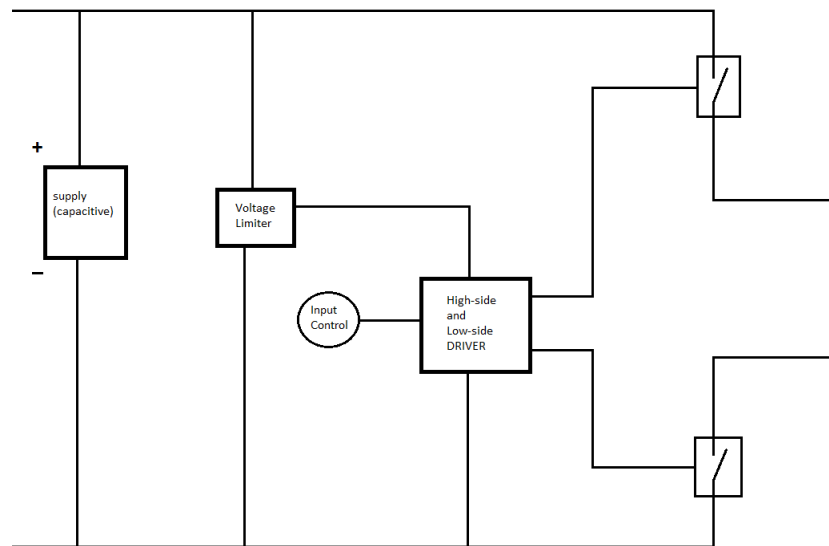 +
supply
(capacitive)
−
Voltage
Limiter
Input
Control
High-side
and
Low-side
DRIVER